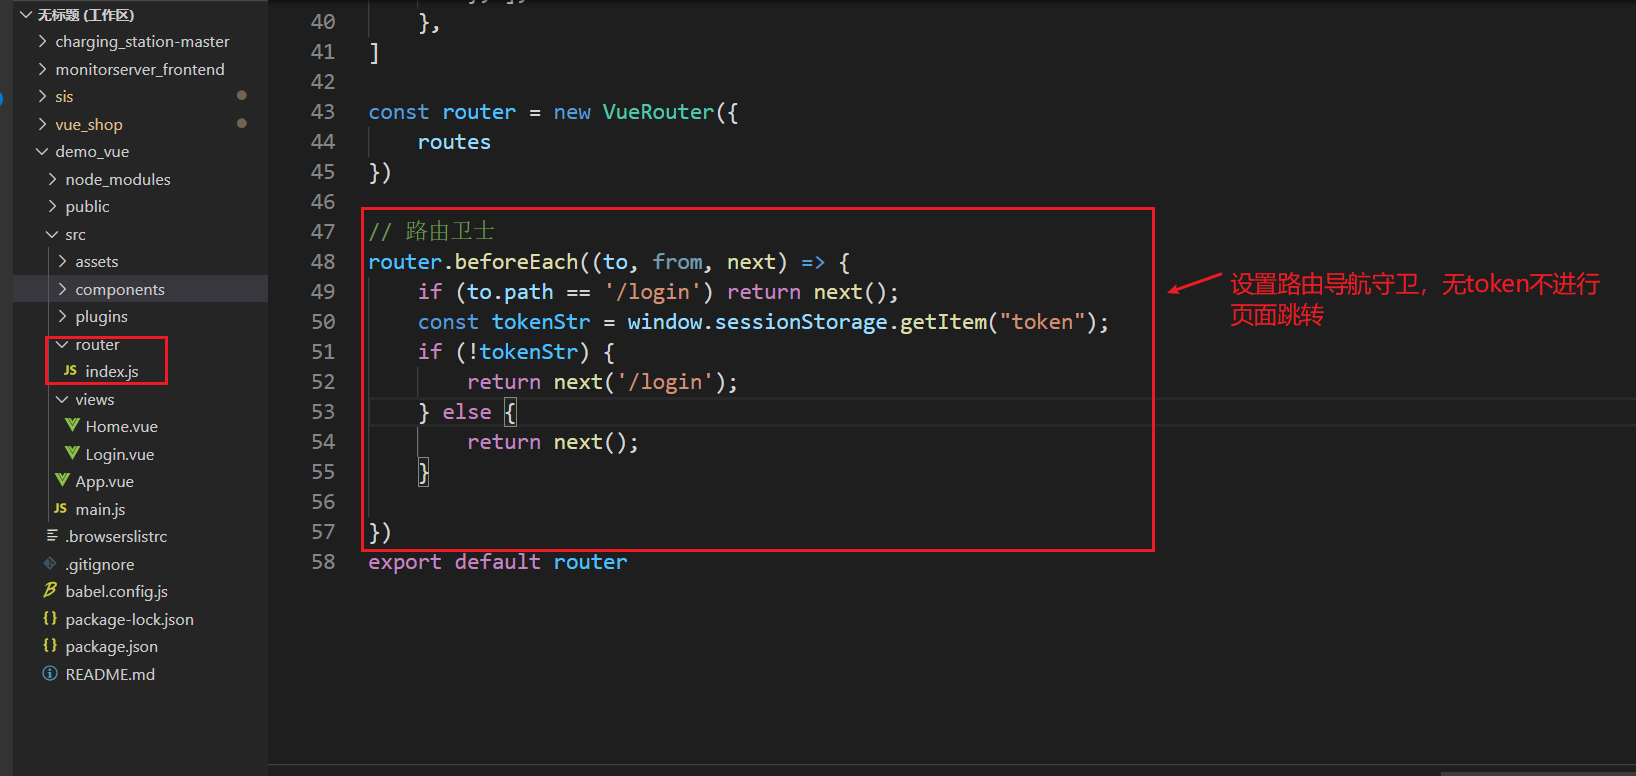 无标题 (工作区)
charging_station-master
monitorserver_frontend
sis
vue_shop
demo_vue
node_modules
public
src
assets
components
plugins
router
JS index.js
views
Home.vue
Login.vue
App.vue
JS main.js
.browserslistrc
.gitignore
babel.config.js
{} package-lock.json
{} package.json
README.md
40 },
41 ]
42
43 const router = new VueRouter({
44 routes
45 })
46
47 // 路由卫士
48 router.beforeEach((to, from, next) => {
49 if (to.path == '/login') return next();
50 const tokenStr = window.sessionStorage.getItem("token");
51 if (!tokenStr) {
52 return next('/login');
53 } else {
54 return next();
55 }
56
57 })
58 export default router
设置路由导航守卫，无token不进行
页面跳转